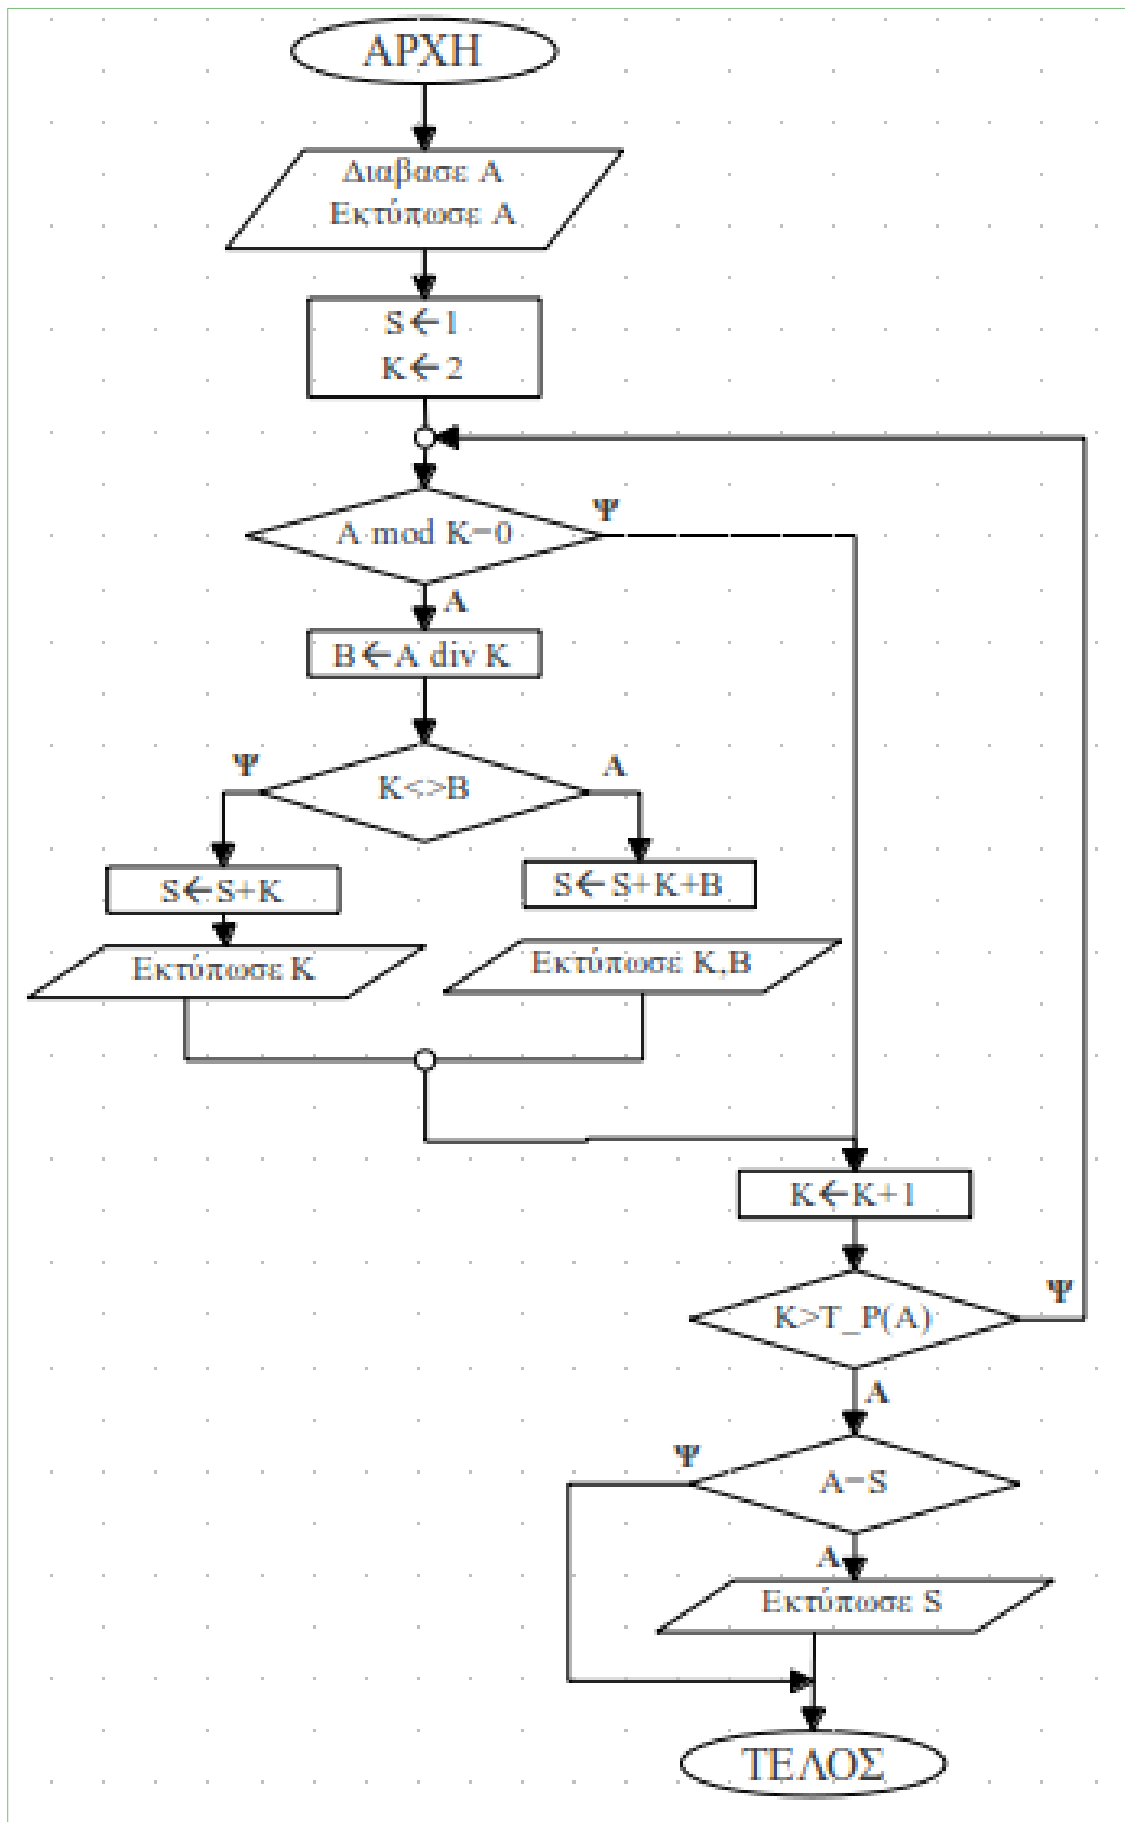 ΑΡΧΗ
Διαβασε Α
Εκτύπωσε Α
S←1
K←2
A mod K=0
Ψ
Α
B←A div K
Ψ
Α
K<>B
S←S+K
S←S+K+B
Εκτύπωσε Κ
Εκτύπωσε Κ,Β
K←K+1
K>T_P(A)
Ψ
Α
Ψ
A=S
Α
Εκτύπωσε S
ΤΕΛΟΣ